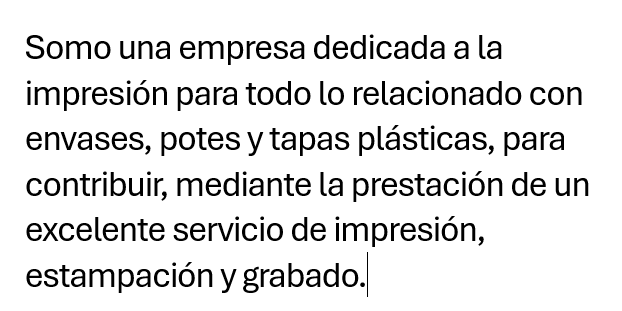 Somo una empresa dedicada a la
impresión para todo lo relacionado con
envases, potes y tapas plásticas, para
contribuir, mediante la prestación de un
excelente servicio de impresión,
estampación y grabado.